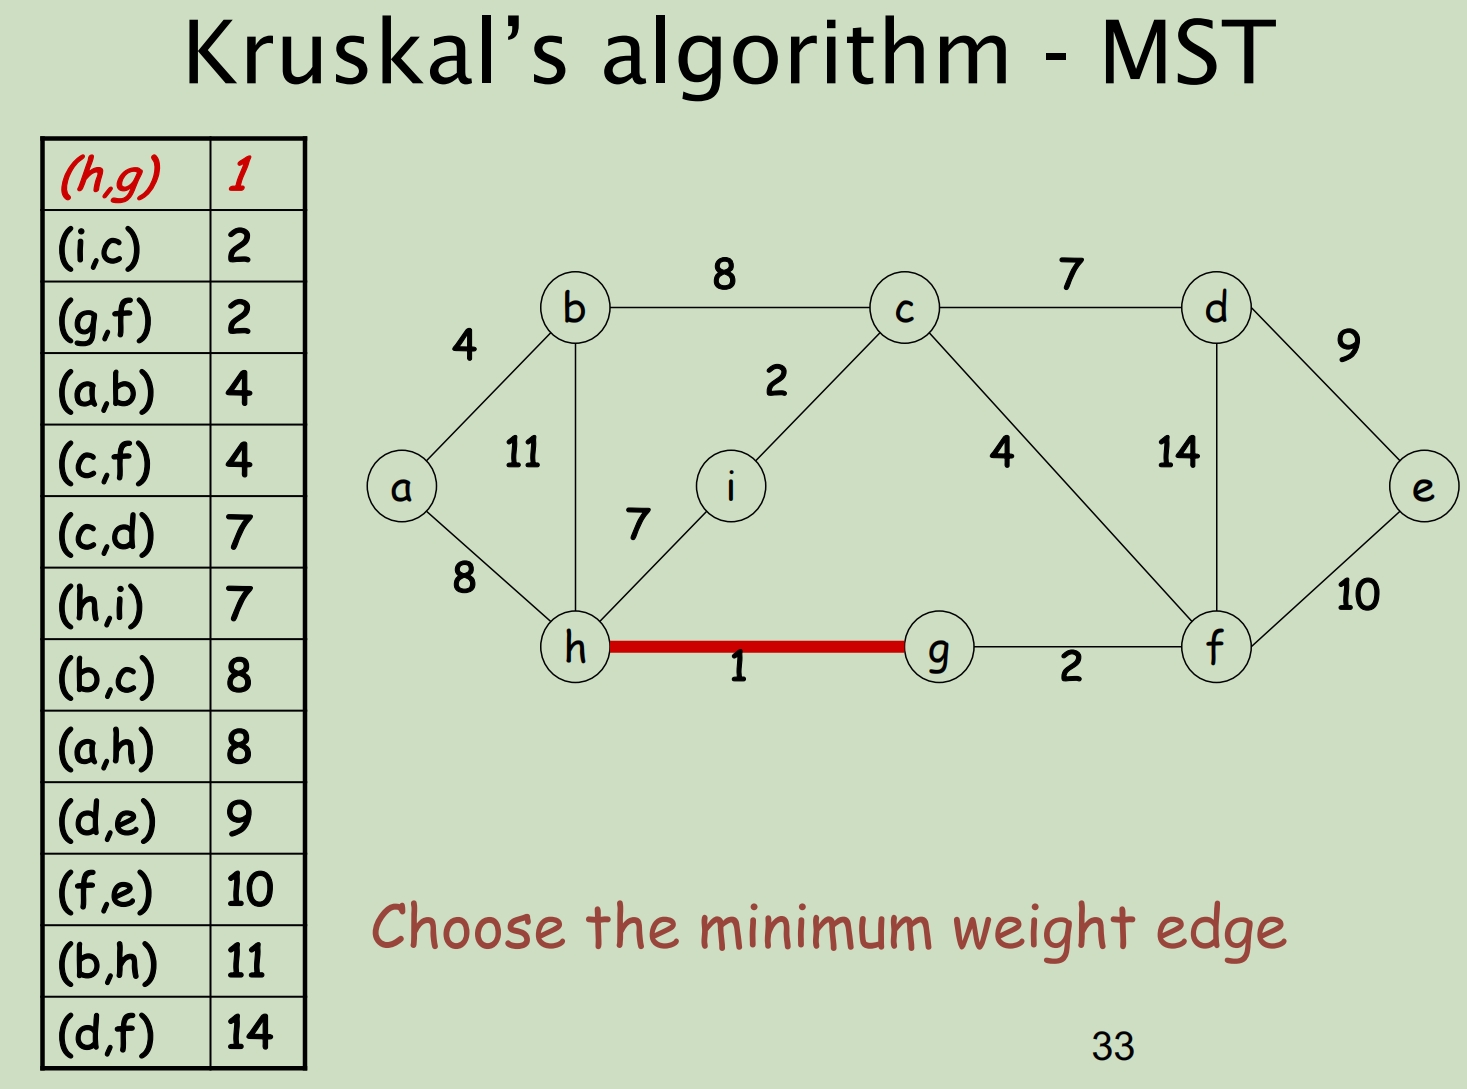 Kruskal’s algorithm - MST
(h,g) 1
(i,c) 2
(g,f) 2
(a,b) 4
(c,f) 4
(c,d) 7
(h,i) 7
(b,c) 8
(a,h) 8
(d,e) 9
(f,e) 10
(b,h) 11
(d,f) 14
8 7
b c d
4 9
2
11 4 14
a i e
7
8 10
h g f
1 2
Choose the minimum weight edge
33